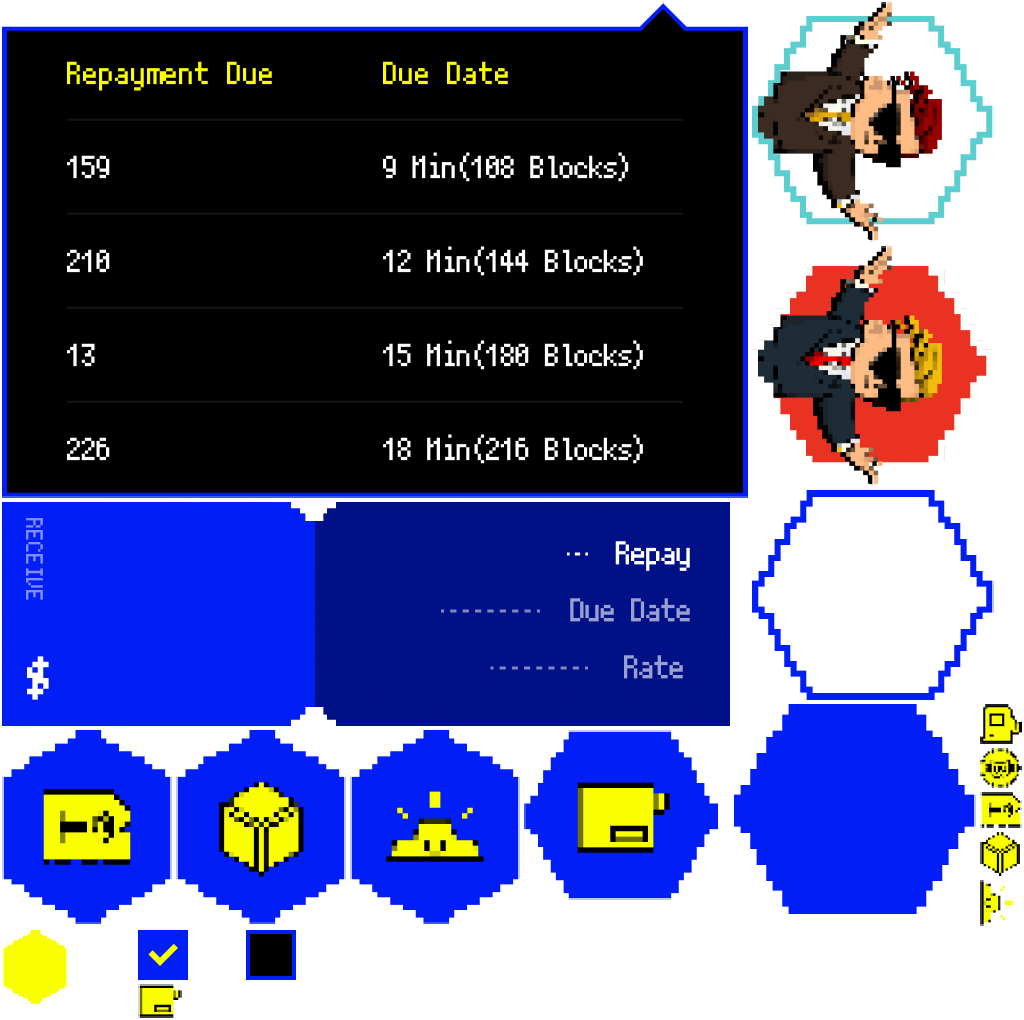 Repayment Due Due Date
159 9 Min(108 Blocks)
210 12 Min(144 Blocks)
13 15 Min(180 Blocks)
226 18 Min(216 Blocks)
RECEIVE
$
--- Repay
---------- Due Date
---------- Rate